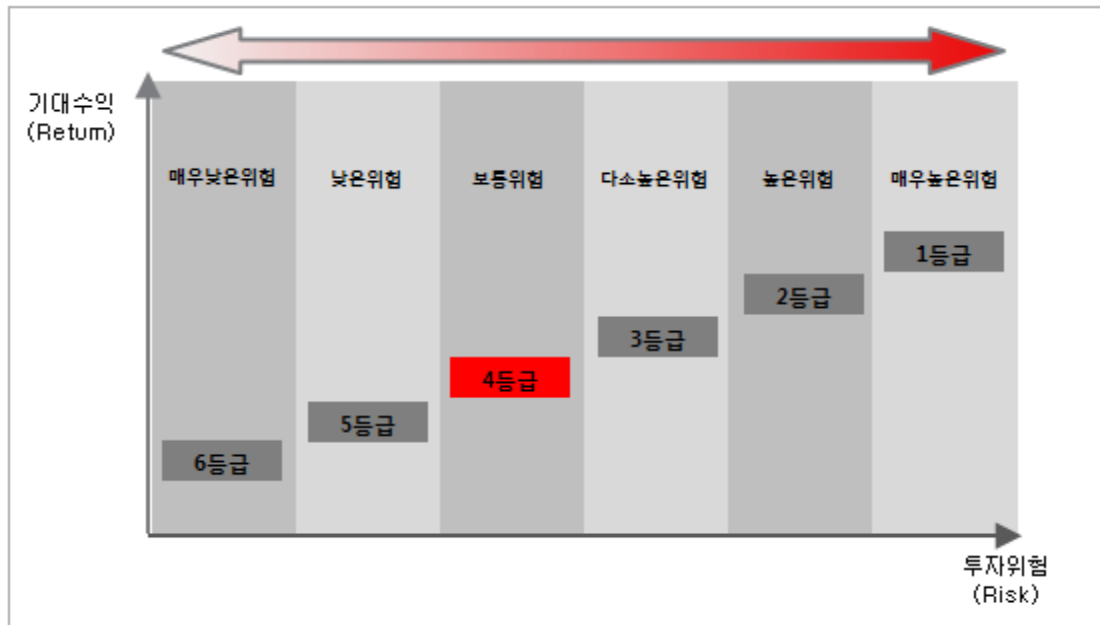 기대수익
(Retum)
매우낮은위험 낮은위험 보통위험 다소높은위험 높은위험 매우높은위험
1등급
2등급
3등급
4등급
5등급
6등급
투자위험
(Risk)